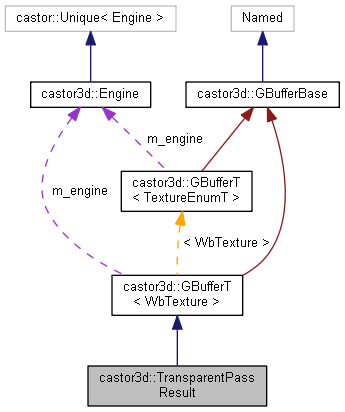 castor::Unique< Engine >
Named
castor3d::Engine
castor3d::GBufferBase
m_engine
castor3d::GBufferT
< TextureEnumT >
m_engine
< WbTexture >
castor3d::GBufferT
< WbTexture >
castor3d::TransparentPass
Result